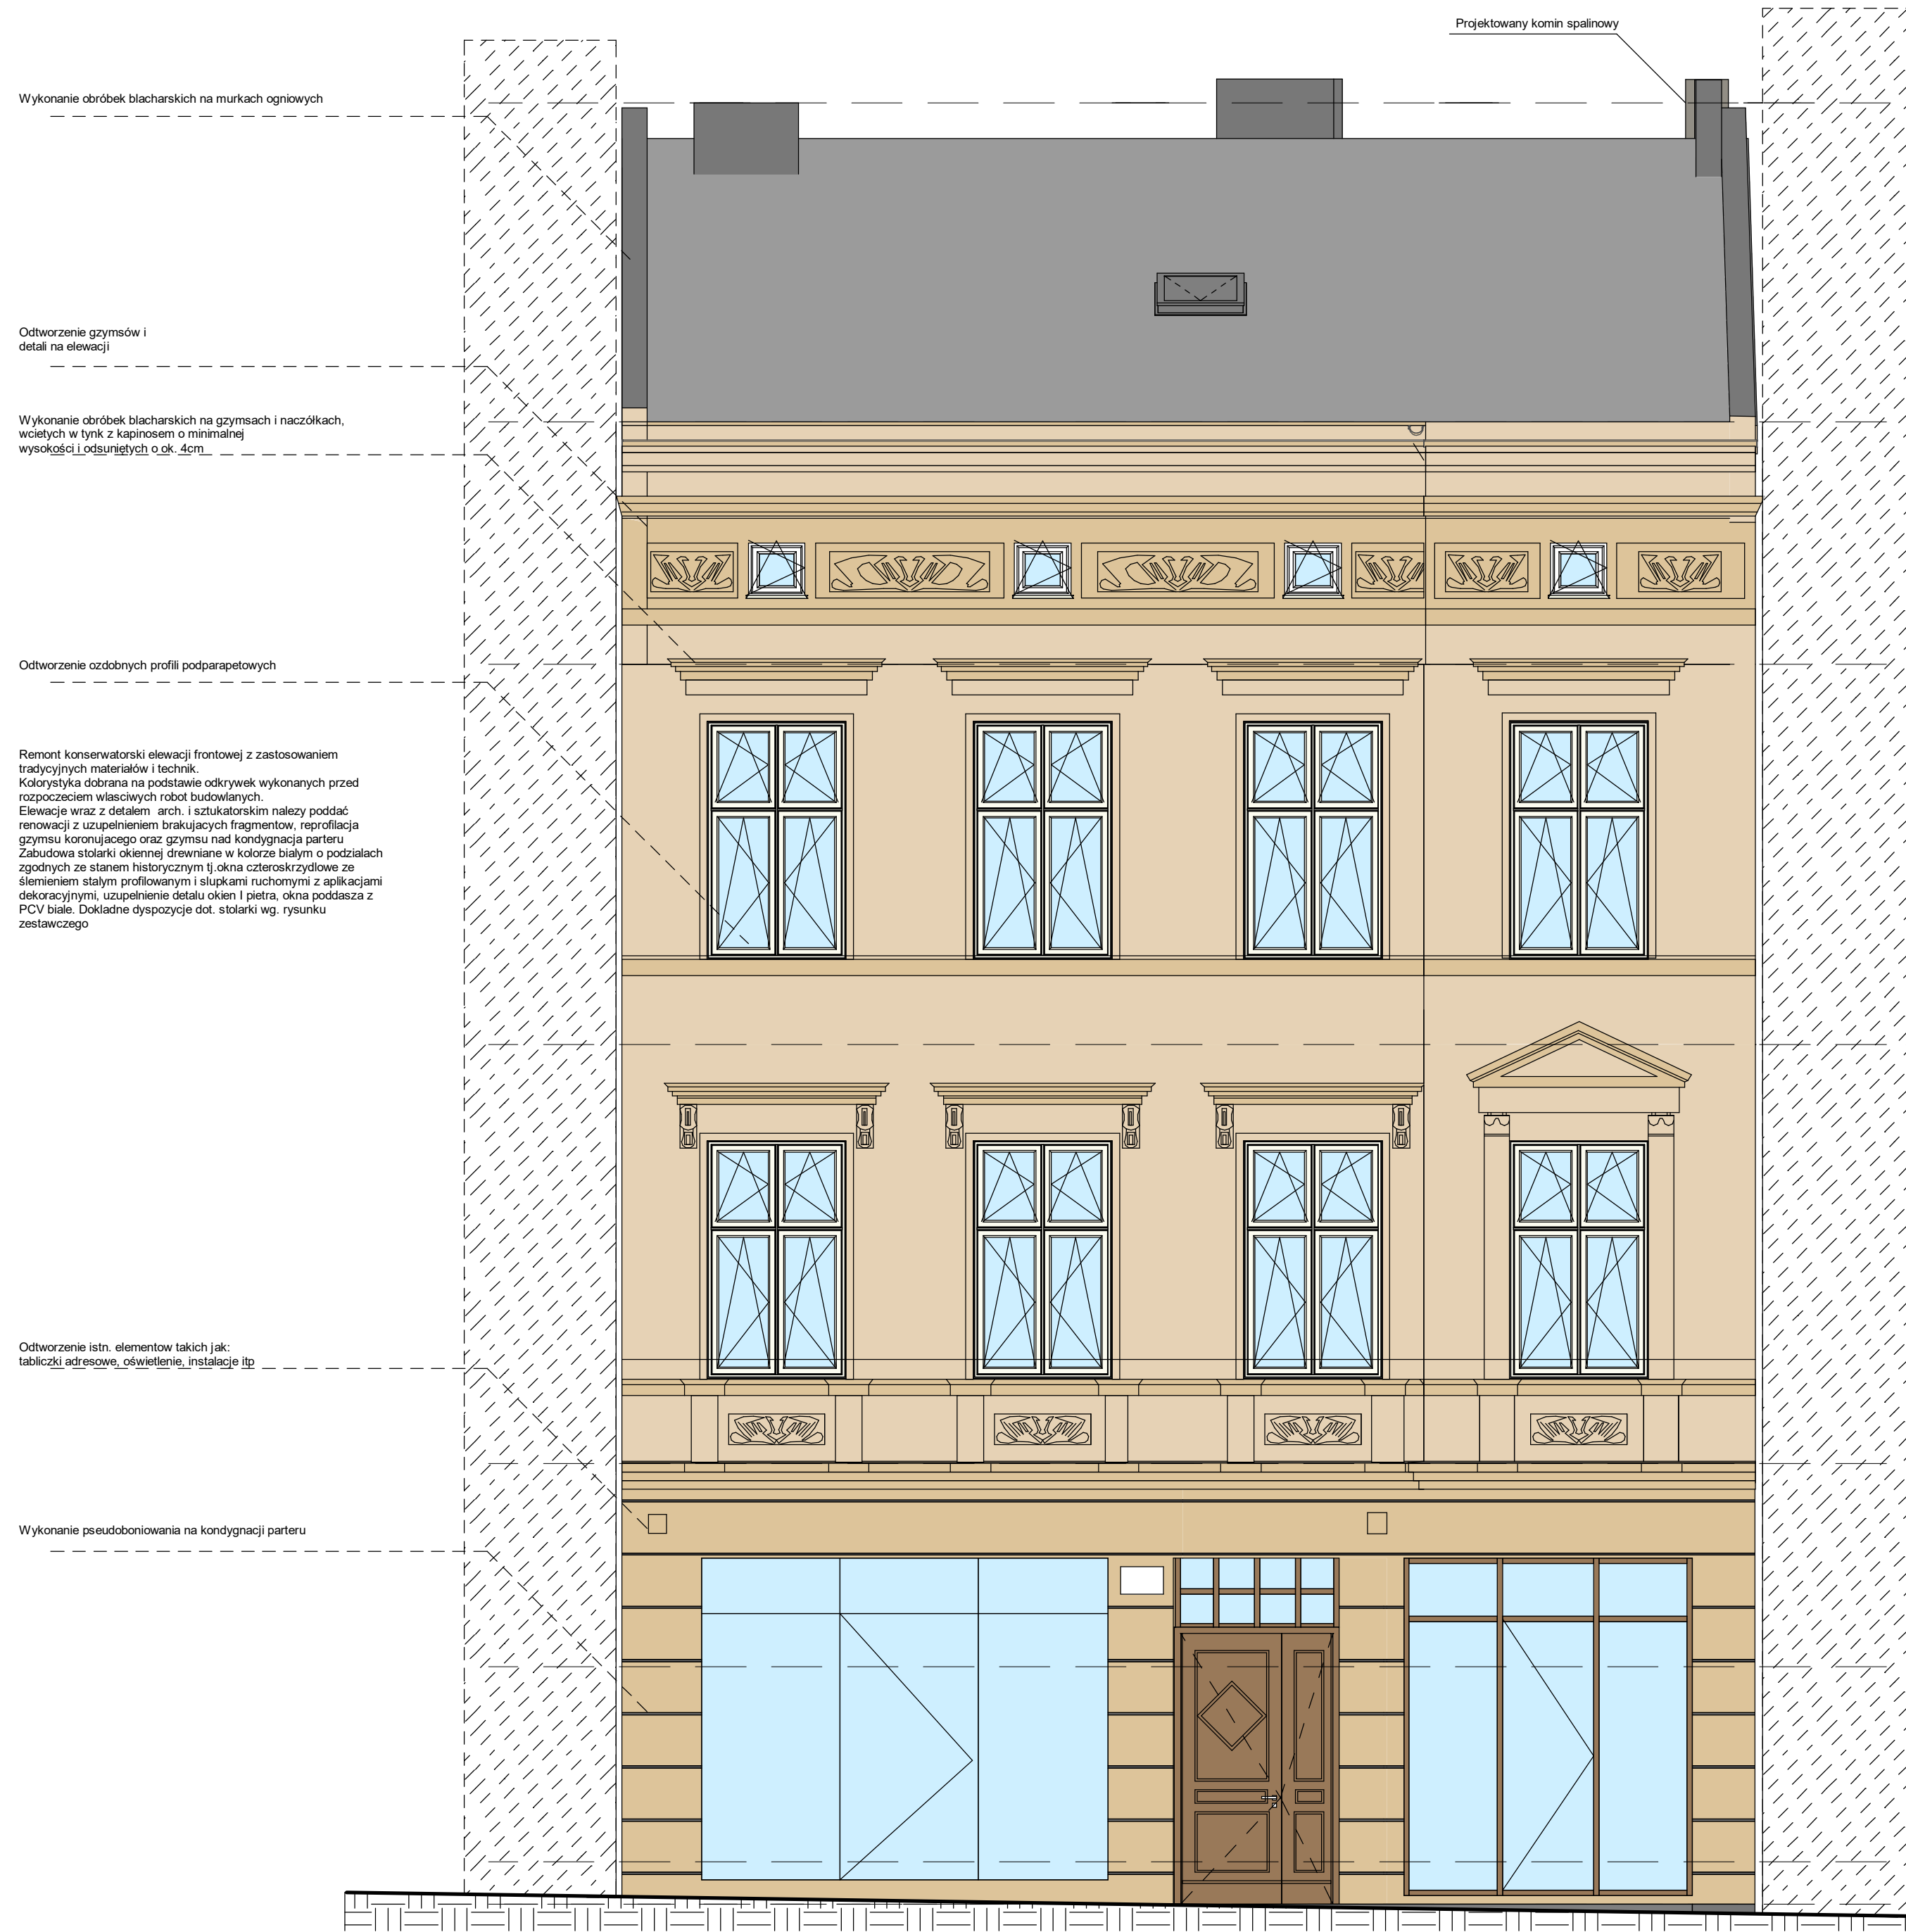 Projektowany komin spalinowy
Wykonanie obróbek blacharskich na murkach ogniowych
Odtworzenie gzymsów i
detali na elewacji
Wykonanie obróbek blacharskich na gzymsach i naczółkach,
wcietych w tynk z kapinosem o minimalnej
wysokości i odsuniętych o ok. 4cm
Odtworzenie ozdobnych profili podparapetowych
Remont konserwatorski elewacji frontowej z zastosowaniem
tradycyjnych materiałów i technik.
Kolorystyka dobrana na podstawie odkrywek wykonanych przed
rozpoczeciem wlasciwych robot budowlanych.
Elewacje wraz z detalem arch. i sztukatorskim nalezy poddać
renowacji z uzupelnieniem brakujacych fragmentow, reprofilacja
gzymsu koronujacego oraz gzymsu nad kondygnacja parteru
Zabudowa stolarki okiennej drewniane w kolorze bialym o podzialach
zgodnych ze stanem historycznym tj.okna czteroskrzydlowe ze
ślemieniem stalym profilowanym i slupkami ruchomymi z aplikacjami
dekoracyjnymi, uzupelnienie detalu okien I pietra, okna poddasza z
PCV biale. Dokladne dyspozycje dot. stolarki wg. rysunku
zestawczego
Odtworzenie istn. elementow takich jak:
tabliczki adresowe, oświetlenie, instalacje itp
Wykonanie pseudoboniowania na kondygnacji parteru